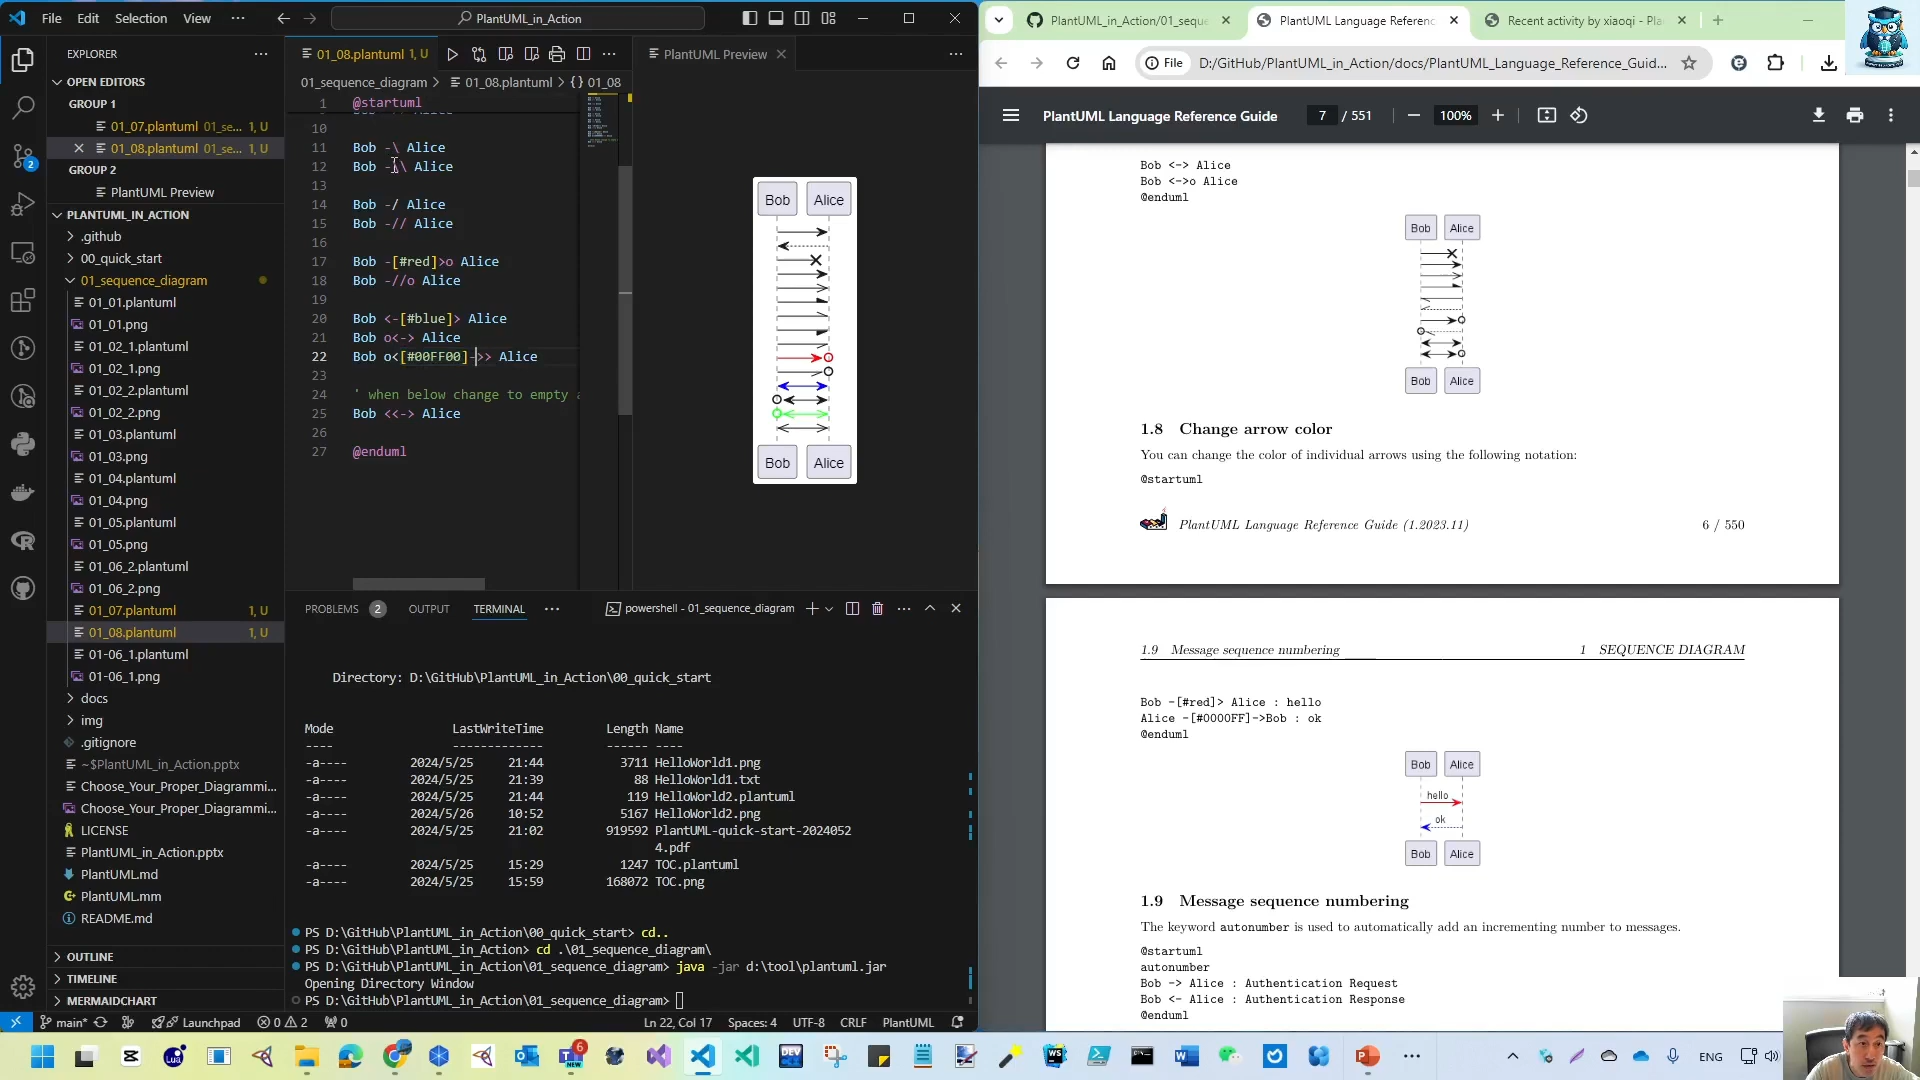 File Edit Selection View ··· PlantUML_in_Action
EXPLORER
OPEN EDITORS
GROUP 1
01_07.plantuml 01_se... 1, U
01_08.plantuml 01_se... 1, U
GROUP 2
PlantUML Preview
PLANTUML_IN_ACTION
.github
00_quick_start
01_sequence_diagram
01_01.plantuml
01_01.png
01_02_1.plantuml
01_02_1.png
01_02_2.plantuml
01_02_2.png
01_03.plantuml
01_03.png
01_04.plantuml
01_04.png
01_05.plantuml
01_05.png
01_06_2.plantuml
01_06_2.png
01_07.plantuml 1, U
01_08.plantuml 1, U
01-06_1.plantuml
01-06_1.png
docs
img
.gitignore
~$PlantUML_in_Action.pptx
Choose_Your_Proper_Diagrammi...
Choose_Your_Proper_Diagrammi...
LICENSE
PlantUML_in_Action.pptx
PlantUML.md
PlantUML.mm
README.md
OUTLINE
TIMELINE
MERMAIDCHART
2
01_08.plantuml 1, U
01_sequence_diagram > 01_08.plantuml > {} 01_08
1 @startuml
10
11 Bob -\ Alice
12 Bob -\\ Alice
13
14 Bob -/ Alice
15 Bob -// Alice
16
17 Bob -[#red]>o Alice
18 Bob -//o Alice
19
20 Bob <-[#blue]> Alice
21 Bob o<-> Alice
22 Bob o<[#00FF00]->> Alice
23
24 ' when below change to empty a
25 Bob <<-> Alice
26
27 @enduml
PlantUML Preview
Bob Alice
Bob Alice
PROBLEMS 2 OUTPUT TERMINAL ··· powershell - 01_sequence_diagram
Directory: D:\GitHub\PlantUML_in_Action\00_quick_start
Mode LastWriteTime Length Name
---- ------------- ------ ----
-a---- 2024/5/25 21:44 3711 HelloWorld1.png
-a---- 2024/5/25 21:39 88 HelloWorld1.txt
-a---- 2024/5/25 21:44 119 HelloWorld2.plantuml
-a---- 2024/5/26 10:52 5167 HelloWorld2.png
-a---- 2024/5/25 21:02 919592 PlantUML-quick-start-2024052
4.pdf
-a---- 2024/5/25 15:29 1247 TOC.plantuml
-a---- 2024/5/25 15:59 168072 TOC.png
PS D:\GitHub\PlantUML_in_Action\00_quick_start> cd..
PS D:\GitHub\PlantUML_in_Action> cd .\01_sequence_diagram\
PS D:\GitHub\PlantUML_in_Action\01_sequence_diagram> java -jar d:\tool\plantuml.jar
Opening Directory Window
PS D:\GitHub\PlantUML_in_Action\01_sequence_diagram>
main* Launchpad 0 2 0 Ln 22, Col 17 Spaces: 4 UTF-8 CRLF PlantUML
PlantUML_in_Action/01_seque PlantUML Language Referenc Recent activity by xiaoqi - Pla
File D:/GitHub/PlantUML_in_Action/docs/PlantUML_Language_Reference_Guid...
PlantUML Language Reference Guide 7 / 551 100%
Bob <-> Alice
Bob <->o Alice
@enduml
Bob Alice
Bob Alice
1.8 Change arrow color
You can change the color of individual arrows using the following notation:
@startuml
PlantUML Language Reference Guide (1.2023.11) 6 / 550
1.9 Message sequence numbering 1 SEQUENCE DIAGRAM
Bob -[#red]> Alice : hello
Alice -[#0000FF]->Bob : ok
@enduml
Bob Alice
hello
ok
Bob Alice
1.9 Message sequence numbering
The keyword autonumber is used to automatically add an incrementing number to messages.
@startuml
autonumber
Bob -> Alice : Authentication Request
Bob <- Alice : Authentication Response
@enduml
6
NEW
ENG